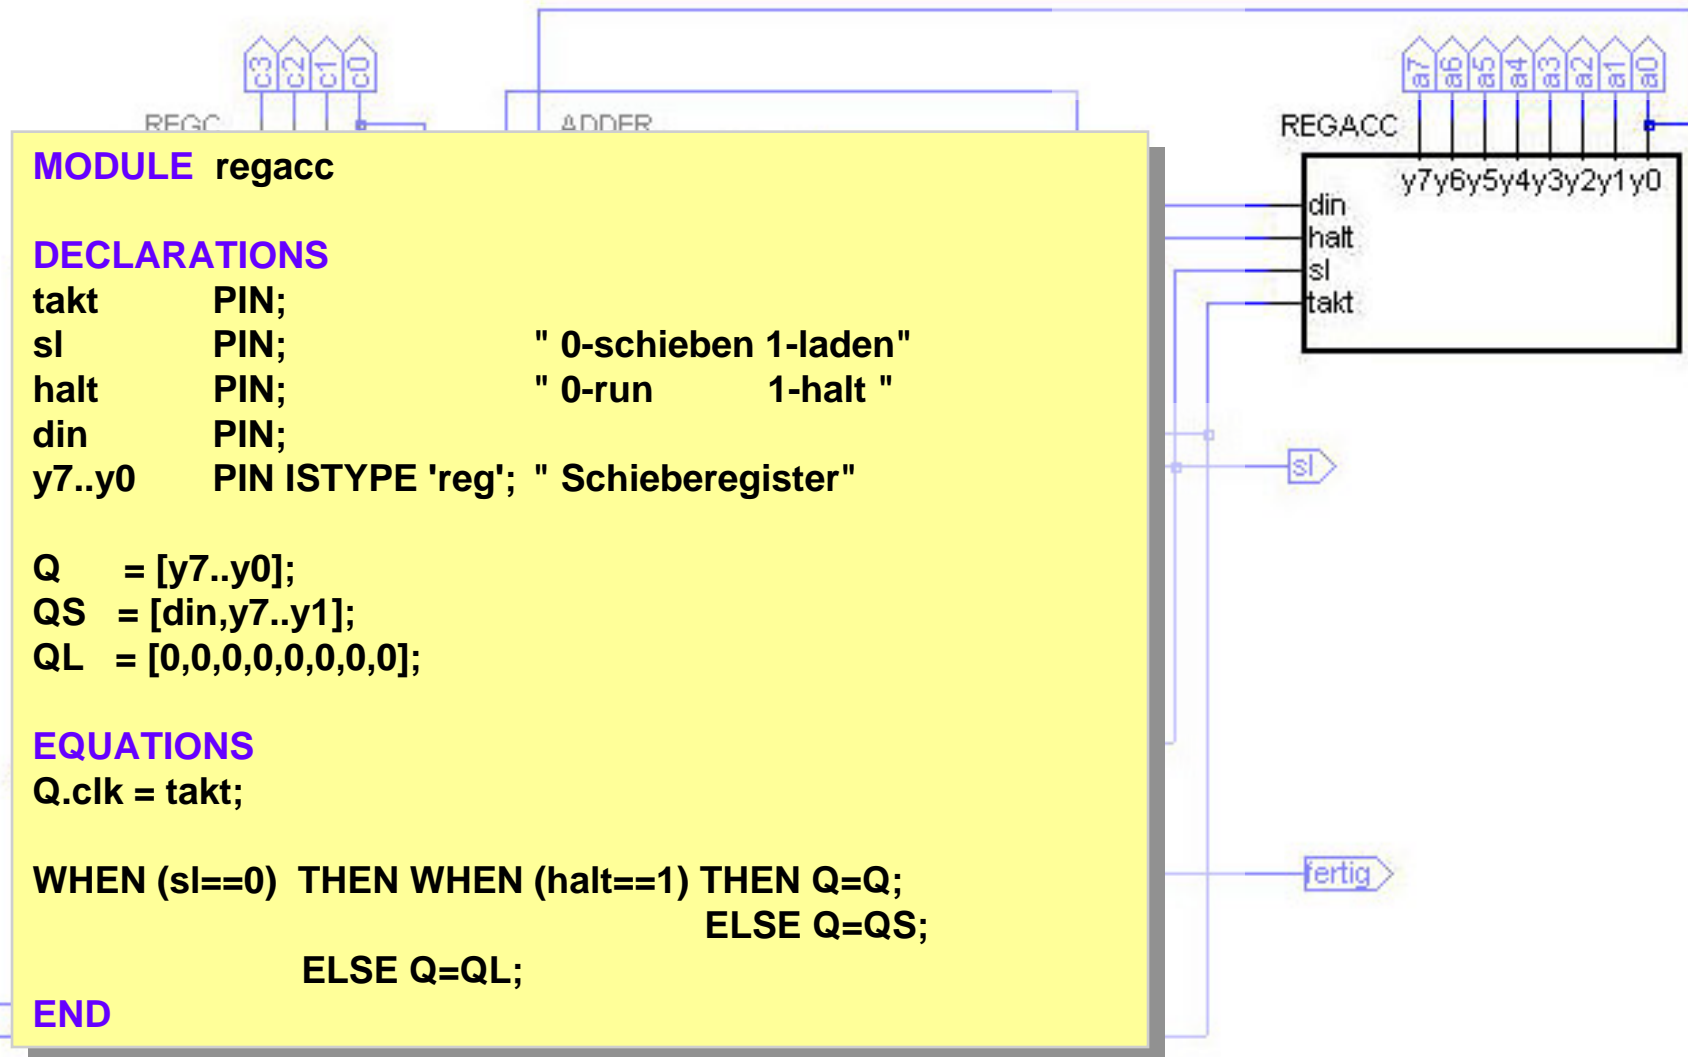 c3 c2 c1 c0
a7 a6 a5 a4 a3 a2 a1 a0
REGC
ADDER
REGACC
y7y6y5y4y3y2y1y0
din
halt
sl
takt
MODULE regacc
DECLARATIONS
takt PIN;
sl PIN; " 0-schieben 1-laden"
halt PIN; " 0-run 1-halt "
din PIN;
y7..y0 PIN ISTYPE 'reg'; " Schieberegister"
Q = [y7..y0];
QS = [din,y7..y1];
QL = [0,0,0,0,0,0,0,0];
EQUATIONS
Q.clk = takt;
WHEN (sl==0) THEN WHEN (halt==1) THEN Q=Q;
ELSE Q=QS;
ELSE Q=QL;
END
sl
fertig